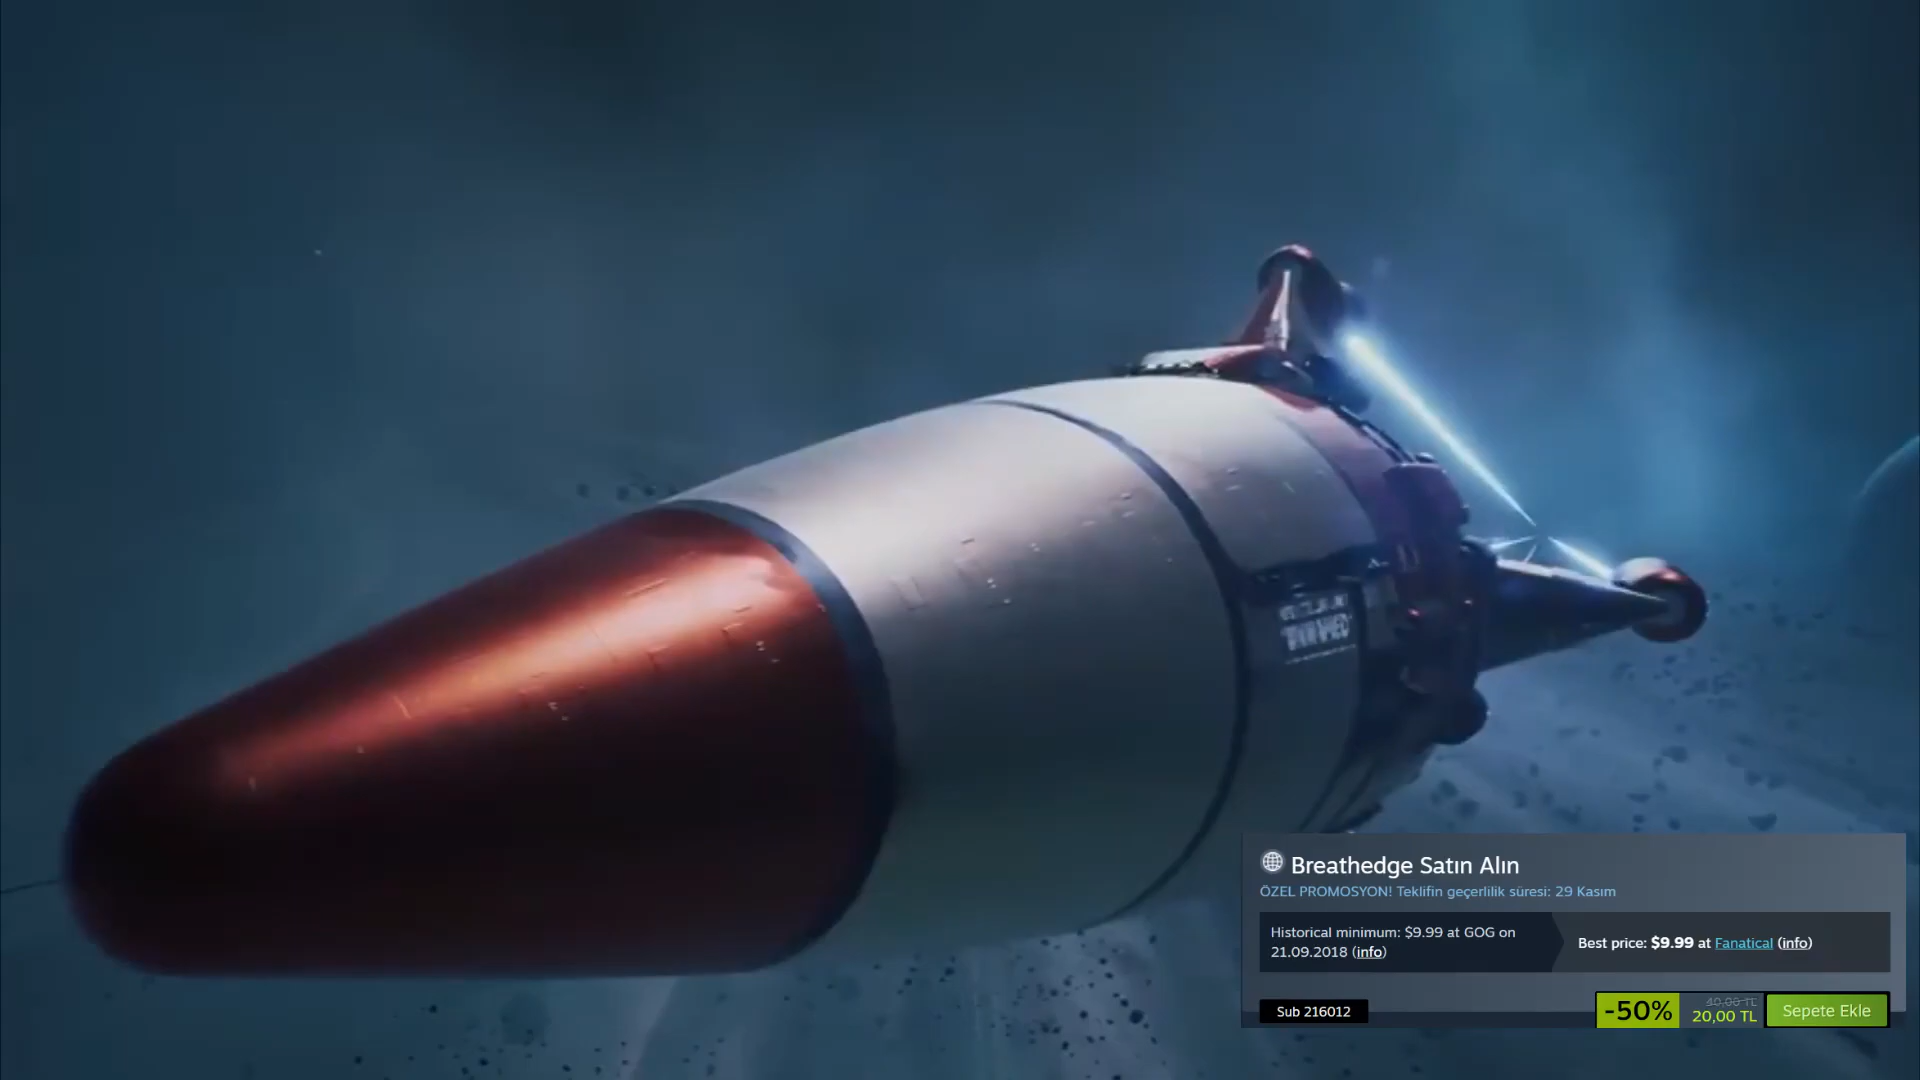 Breathedge Satın Alın
ÖZEL PROMOSYON! Teklifin geçerlilik süresi: 29 Kasım
Historical minimum: $9.99 at GOG on
21.09.2018 (info)
Best price: $9.99 at Fanatical (info)
Sub 216012
-50%
40,00 TL
20,00 TL
Sepete Ekle